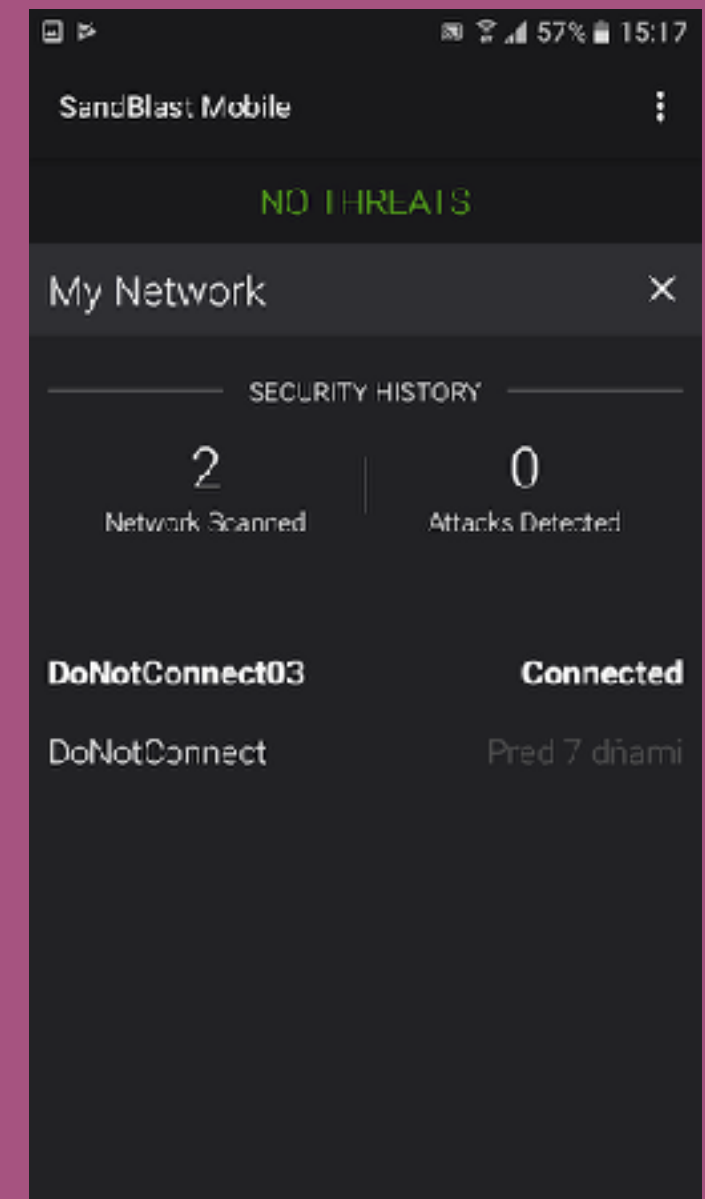 57% 15:17
SandBlast Mobile
NO THREATS
My Network
SECURITY HISTORY
2 0
Network Scanned Attacks Detected
DoNotConnect03 Connected
DoNotConnect Pred 7 dňami